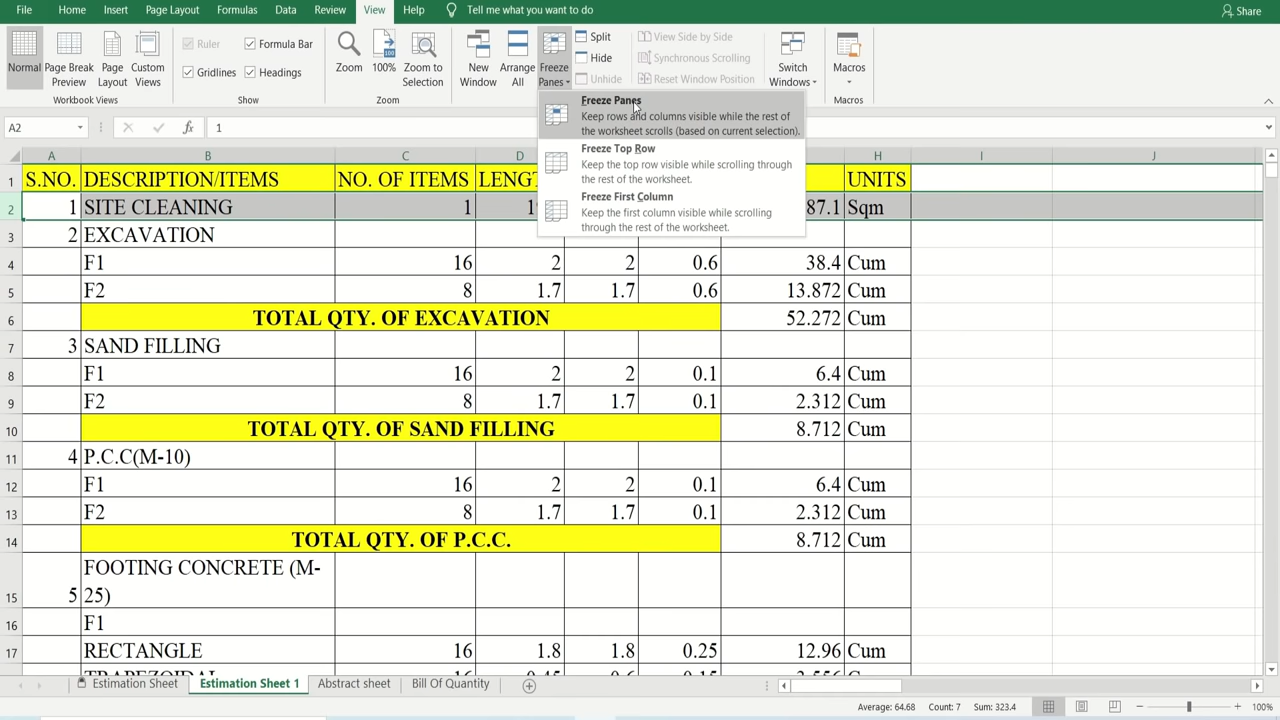 File Home Insert Page Layout Formulas Data Review View Help Tell me what you want to do Share
Normal Page Break Preview Page Layout Custom Views
Workbook Views
Ruler Formula Bar
Gridlines Headings
Show
Zoom 100% Zoom to Selection
Zoom
New Window Arrange All Freeze Panes
Split
Hide
Unhide
View Side by Side
Synchronous Scrolling
Reset Window Position
Switch Windows
Macros
Macros
Freeze Panes
Keep rows and columns visible while the rest of
the worksheet scrolls (based on current selection).
Freeze Top Row
Keep the top row visible while scrolling through
the rest of the worksheet.
Freeze First Column
Keep the first column visible while scrolling
through the rest of the worksheet.
A2 fx 1
A B C D H I J
1 S.NO. DESCRIPTION/ITEMS NO. OF ITEMS UNITS
2 1 SITE CLEANING 1 Sqm
3 2 EXCAVATION
4 F1 16 2 2 0.6 38.4 Cum
5 F2 8 1.7 1.7 0.6 13.872 Cum
6 TOTAL QTY. OF EXCAVATION 52.272 Cum
7 3 SAND FILLING
8 F1 16 2 2 0.1 6.4 Cum
9 F2 8 1.7 1.7 0.1 2.312 Cum
10 TOTAL QTY. OF SAND FILLING 8.712 Cum
11 4 P.C.C(M-10)
12 F1 16 2 2 0.1 6.4 Cum
13 F2 8 1.7 1.7 0.1 2.312 Cum
14 TOTAL QTY. OF P.C.C. 8.712 Cum
FOOTING CONCRETE (M-
15 5 25)
16 F1
17 RECTANGLE 16 1.8 1.8 0.25 12.96 Cum
Estimation Sheet Estimation Sheet 1 Abstract sheet Bill Of Quantity
Average: 64.68 Count: 7 Sum: 323.4 100%